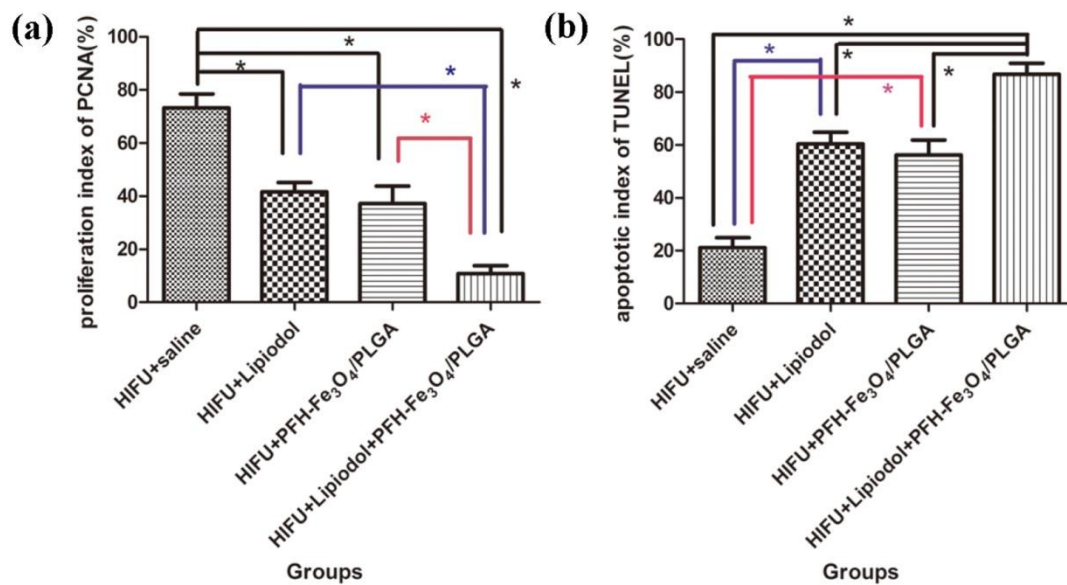 (a)
proliferation index of PCNA(%)
100
80
60
40
20
0
*
*
*
*
*
*
HIFU+saline
HIFU+Lipiodol
HIFU+PFH-Fe₃O₄/PLGA
HIFU+Lipiodol+PFH-Fe₃O₄/PLGA
Groups
(b)
apoptotic index of TUNEL(%)
100
80
60
40
20
0
*
*
*
*
*
HIFU+saline
HIFU+Lipiodol
HIFU+PFH-Fe₃O₄/PLGA
HIFU+Lipiodol+PFH-Fe₃O₄/PLGA
Groups